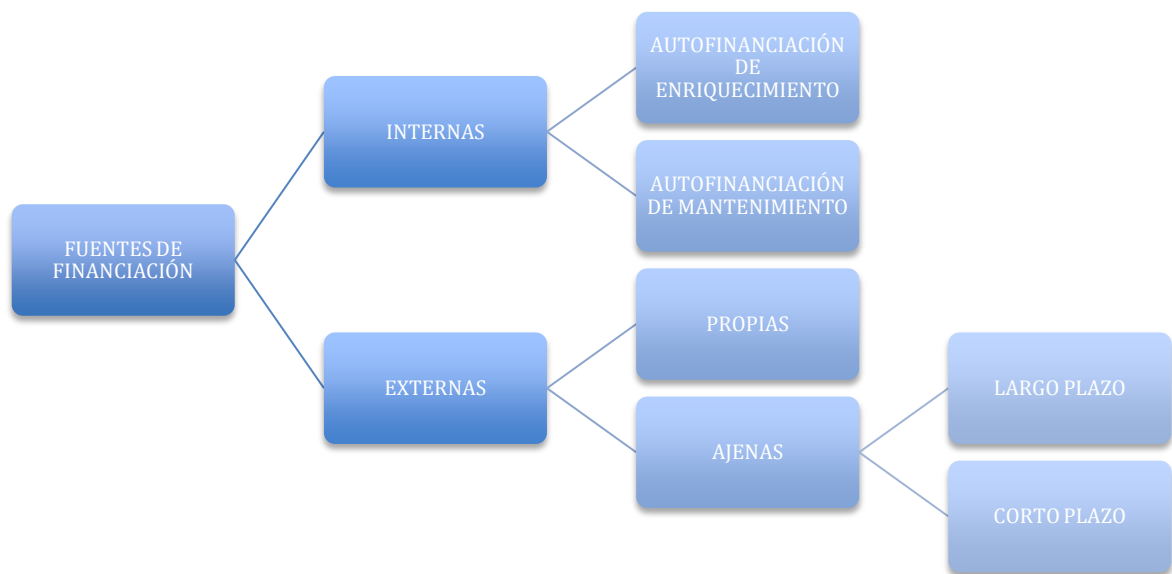 FUENTES DE
FINANCIACIÓN
INTERNAS
AUTOFINANCIACIÓN
DE
ENRIQUECIMIENTO
AUTOFINANCIACIÓN
DE MANTENIMIENTO
EXTERNAS
PROPIAS
AJENAS
LARGO PLAZO
CORTO PLAZO